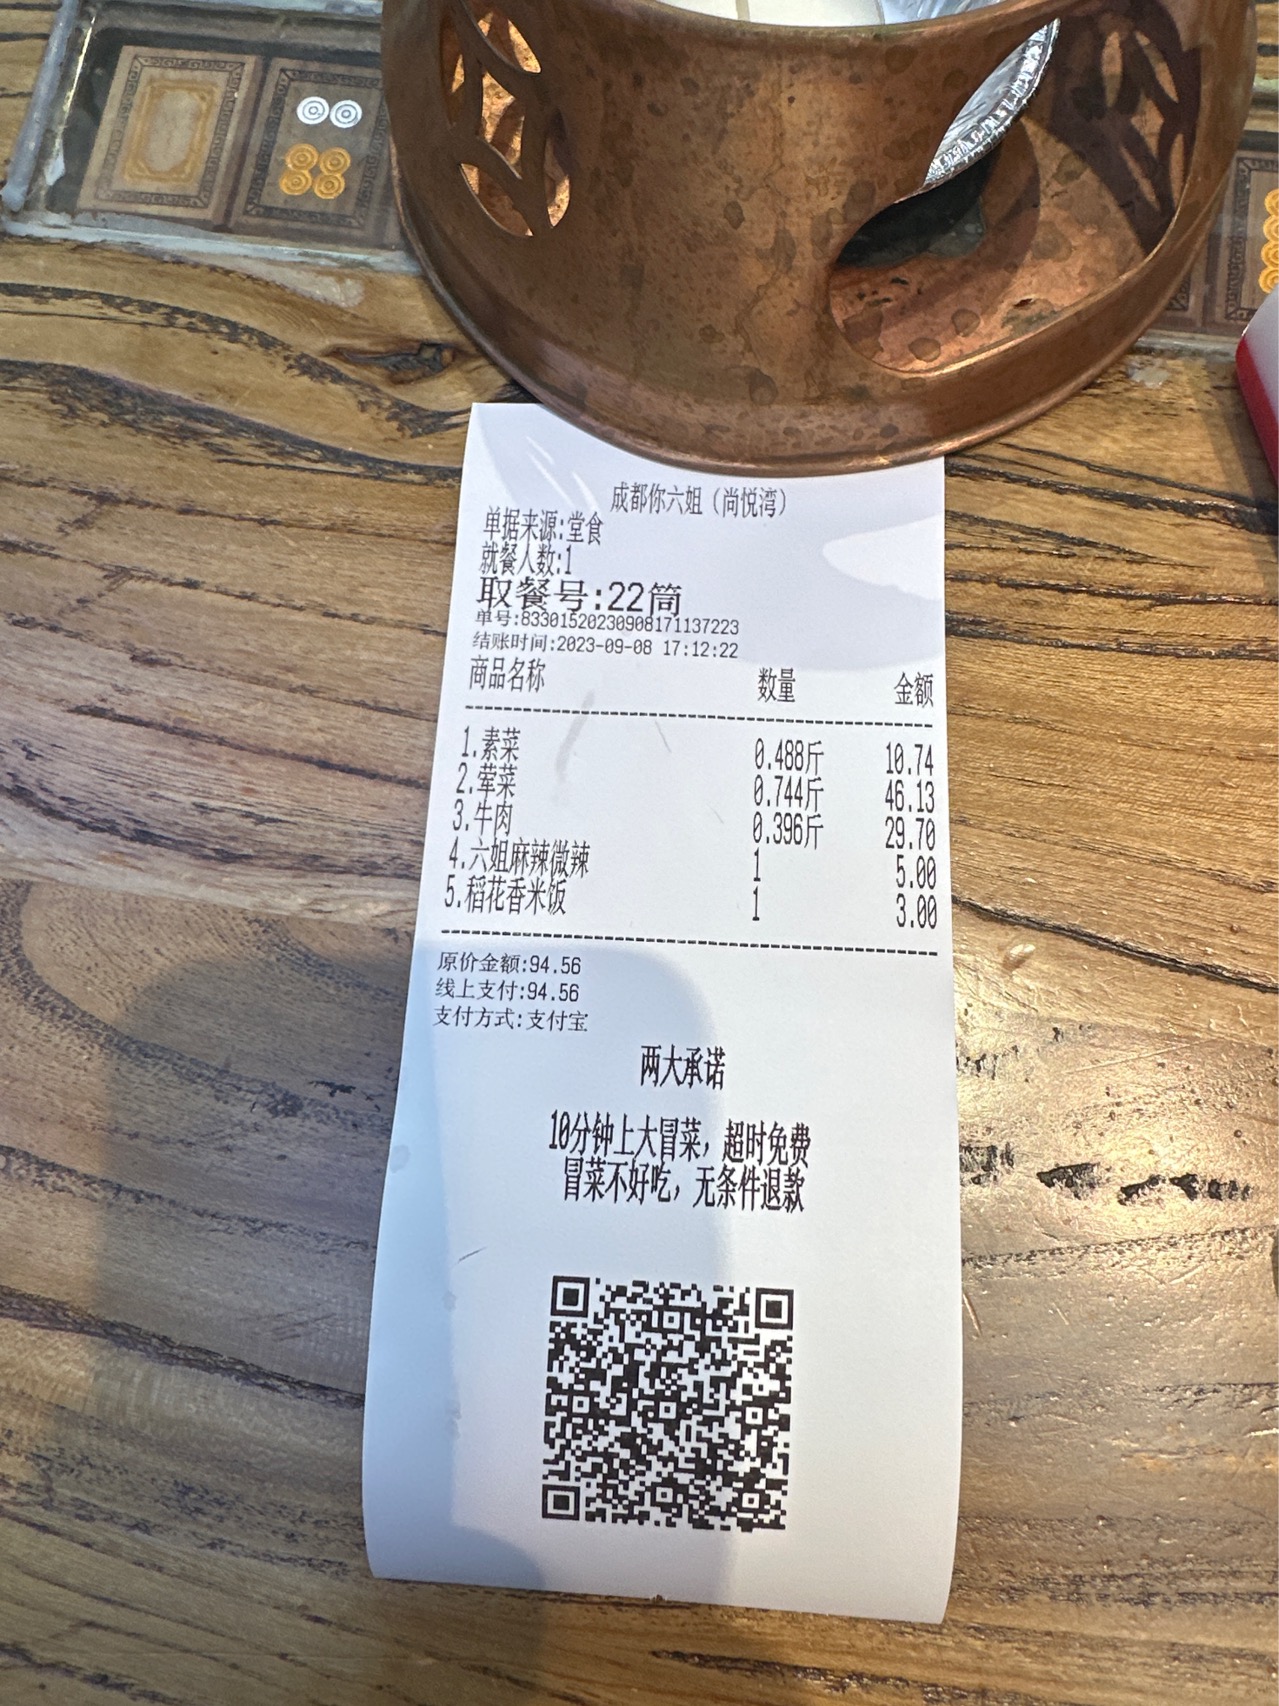 成都你六姐（尚悦湾）
单据来源:堂食
就餐人数:1
取餐号:22筒
单号:83301520230908171137223
结账时间:2023-09-08 17:12:22
商品名称 数量 金额
1.素菜 0.488斤 10.74
2.荤菜 0.744斤 46.13
3.牛肉 0.396斤 29.70
4.六姐麻辣微辣 1 5.00
5.稻花香米饭 1 3.00
原价金额:94.56
线上支付:94.56
支付方式:支付宝
两大承诺
10分钟上大冒菜，超时免费
冒菜不好吃，无条件退款